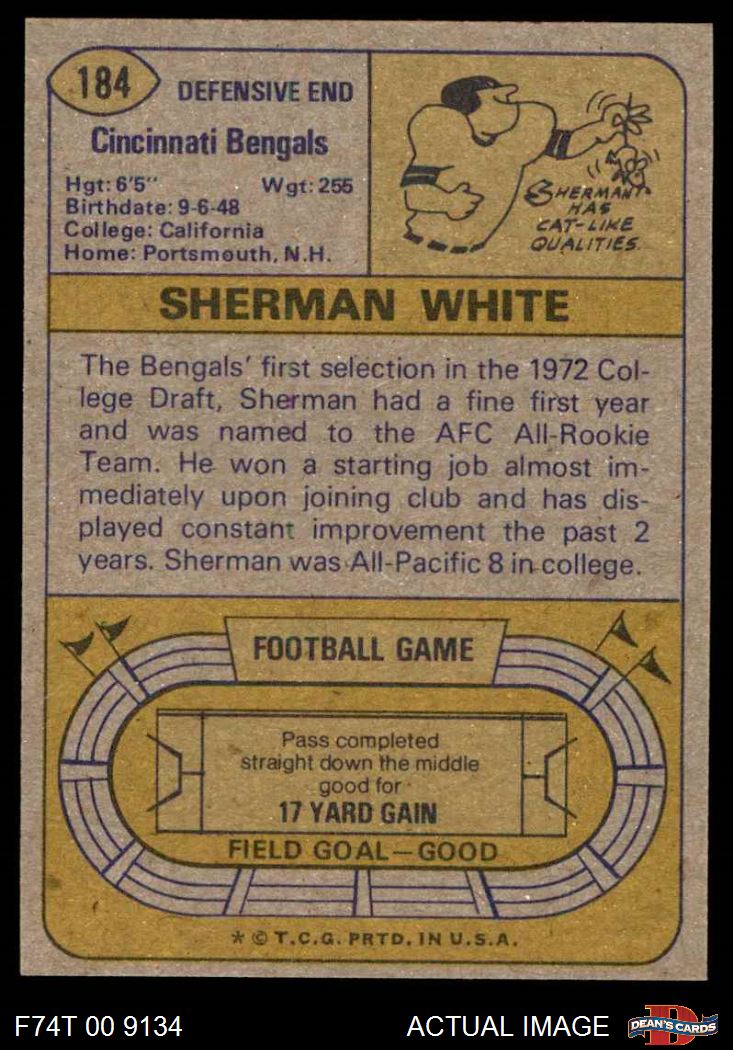 184
DEFENSIVE END
Cincinnati Bengals
Hgt: 6'5" Wgt: 255
Birthdate: 9-6-48
College: California
Home: Portsmouth, N.H.
SHERMAN
HAS
CAT-LIKE
QUALITIES.
SHERMAN WHITE
The Bengals' first selection in the 1972 Col-
lege Draft, Sherman had a fine first year
and was named to the AFC All-Rookie
Team. He won a starting job almost im-
mediately upon joining club and has dis-
played constant improvement the past 2
years. Sherman was All-Pacific 8 in college.
FOOTBALL GAME
Pass completed
straight down the middle
good for
17 YARD GAIN
FIELD GOAL—GOOD
* © T.C.G. PRTD. IN U.S.A.
F74T 00 9134 ACTUAL IMAGE
D
DEAN'S CARDS